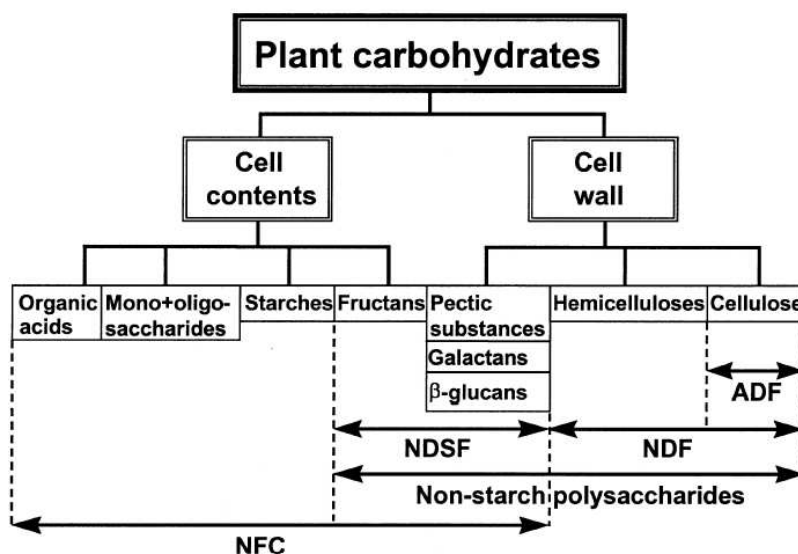 Plant carbohydrates
Cell
contents
Cell
wall
Organic
acids
Mono+oligo-
saccharides
Starches
Fructans
Pectic
substances
Galactans
β-glucans
Hemicelluloses
Cellulose
ADF
NDSF
NDF
Non-starch polysaccharides
NFC